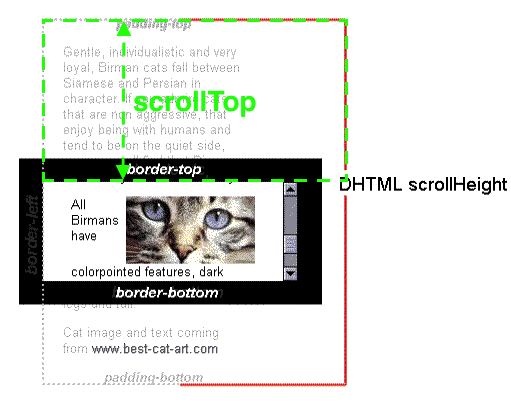 padding-top
Gentle, individualistic and very
loyal, Birman cats fall between
Siamese and Persian in
character. If
that are non aggressive, that
enjoy being with humans and
tend to be on the quiet side,
scrollTop
border-top
DHTML scrollHeight
border-left
All
Birmans
have
colorpointed features, dark
border-bottom
legs and tail.
Cat image and text coming
from www.best-cat-art.com
padding-bottom